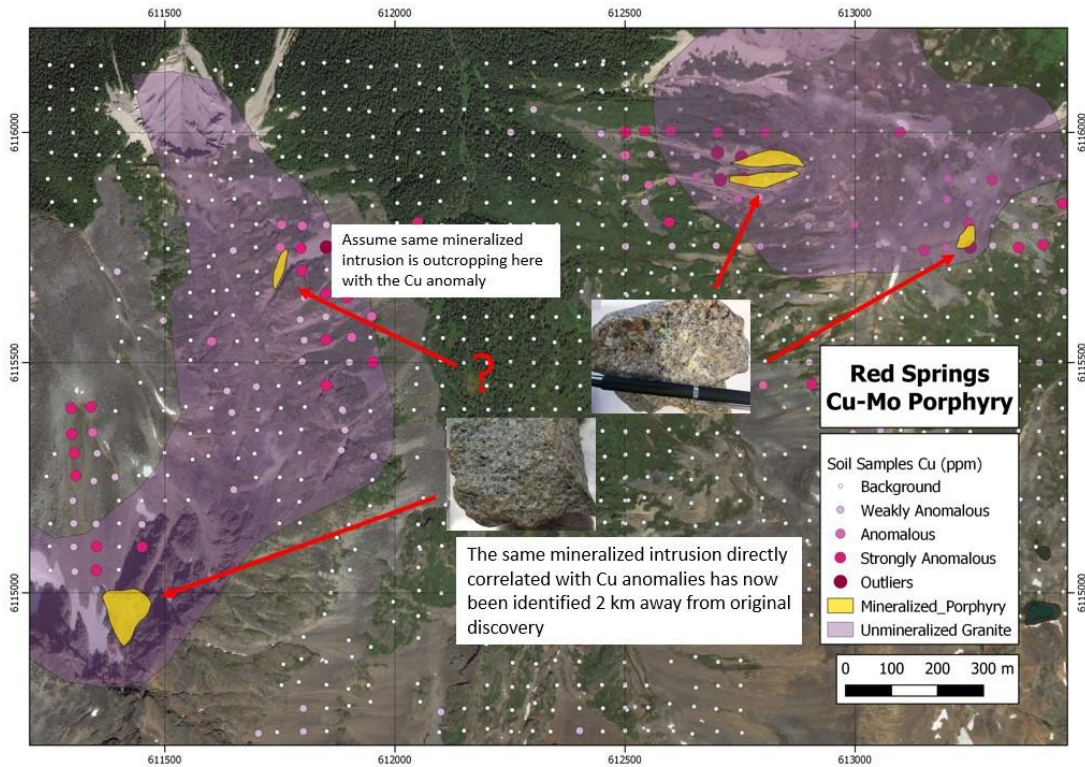 611500 612000 612500 613000
6116000 6116000
Assume same mineralized
intrusion is outcropping here
with the Cu anomaly
6115500 6115500
?
Red Springs
Cu-Mo Porphyry
Soil Samples Cu (ppm)
Background
Weakly Anomalous
Anomalous
Strongly Anomalous
Outliers
Mineralized_Porphyry
Unmineralized Granite
0 100 200 300 m
The same mineralized intrusion directly
correlated with Cu anomalies has now
been identified 2 km away from original
discovery
6115000 6115000
611500 612000 612500 613000